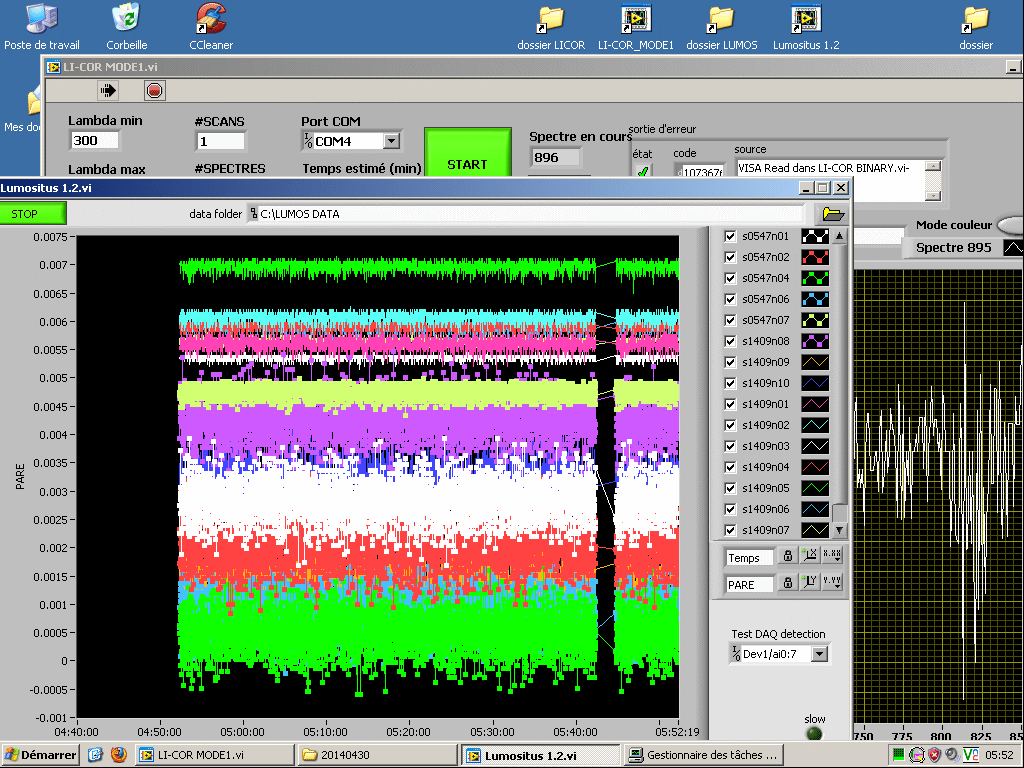 Poste de travail
Corbeille
CCleaner
dossier LICOR
LI-COR_MODE1
dossier LUMOS
Lumositus 1.2
dossier
Mes do
LI-COR MODE1.vi
Lambda min
#SCANS
Port COM
300
1
COM4
START
Spectre en cours
896
sortie d'erreur
état
code
source
107367
VISA Read dans LI-COR BINARY.vi-
Lambda max
#SPECTRES
Temps estimé (min)
Lumositus 1.2.vi
STOP
data folder
C:\LUMOS DATA
Mode couleur
Spectre 895
0.0075
0.007
0.0065
0.006
0.0055
0.005
0.0045
0.004
0.0035
0.003
0.0025
0.002
0.0015
0.001
0.0005
0
-0.0005
-0.001
PARE
04:40:00
04:50:00
05:00:00
05:10:00
05:20:00
05:30:00
05:40:00
05:52:19
s0547n01
s0547n02
s0547n04
s0547n06
s0547n07
s1409n08
s1409n09
s1409n10
s1409n01
s1409n02
s1409n03
s1409n04
s1409n05
s1409n06
s1409n07
Temps
X.XX
PARE
Y.YY
Test DAQ detection
Dev1/ai0:7
slow
750
775
800
825
85
Démarrer
LI-COR MODE1.vi
20140430
Lumositus 1.2.vi
Gestionnaire des tâches ...
05:52